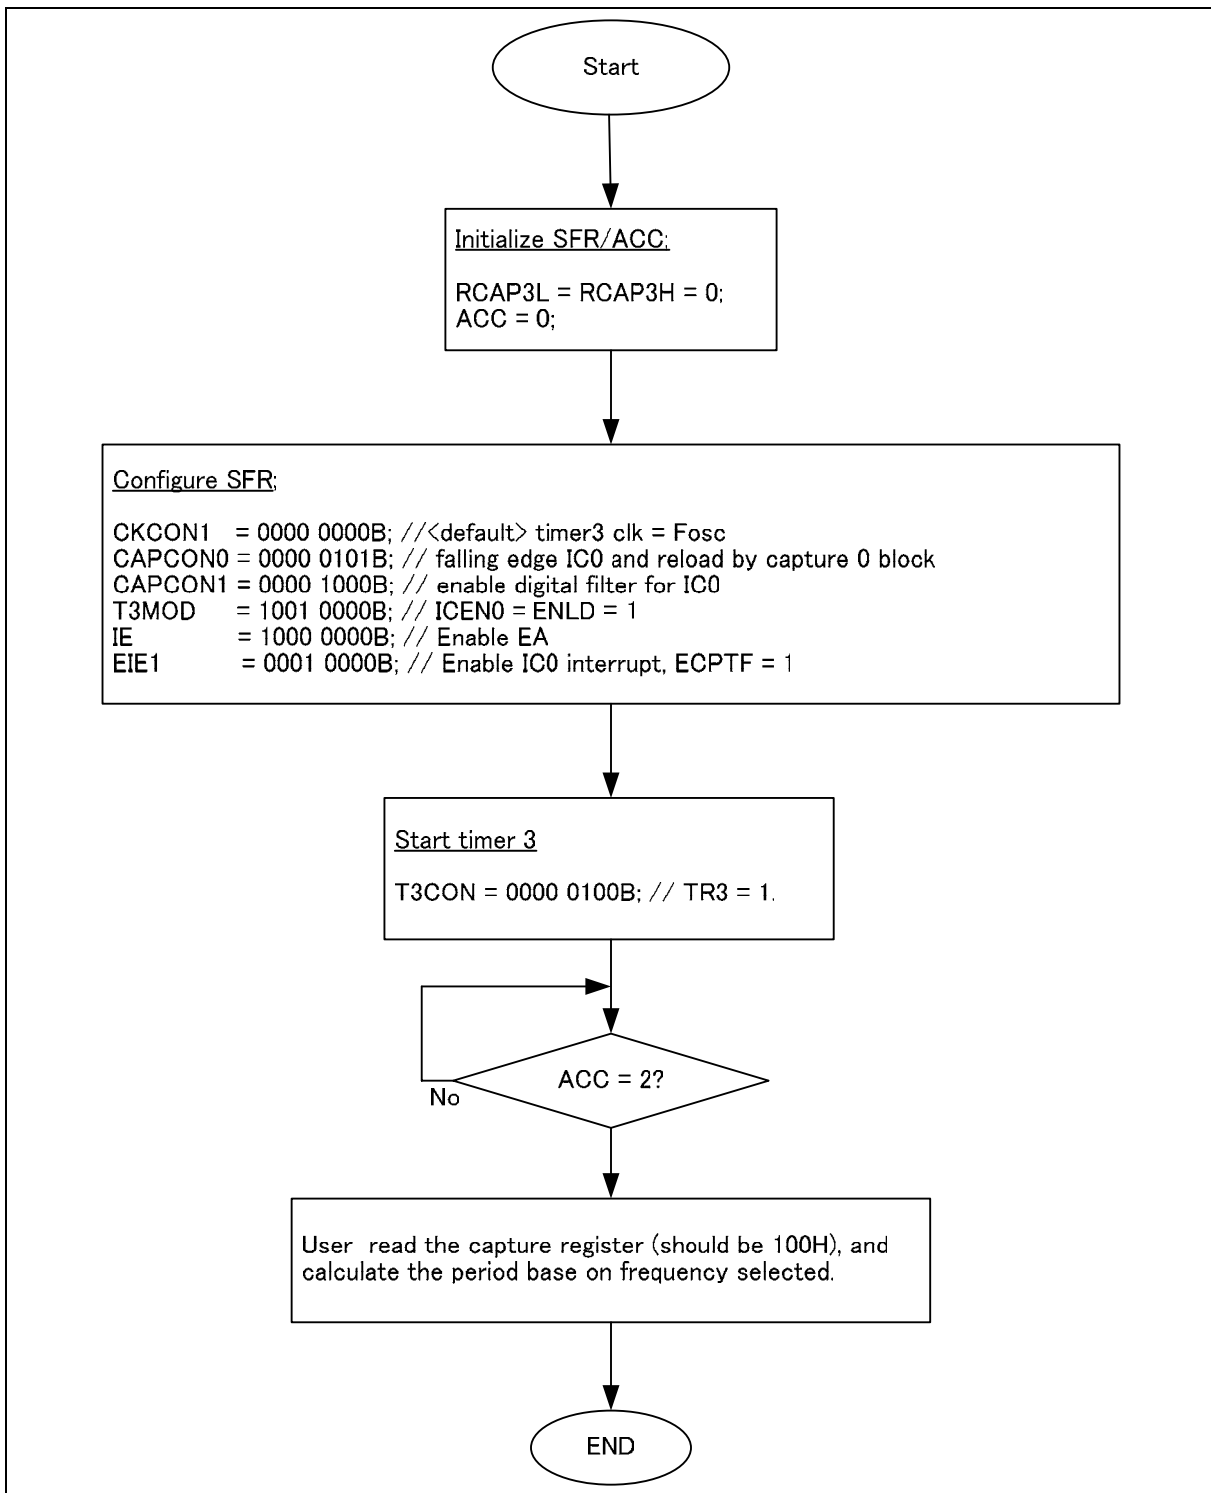 Start
Initialize SFR/ACC;
RCAP3L = RCAP3H = 0;
ACC = 0;
Configure SFR;
CKCON1 = 0000 0000B; //<default> timer3 clk = Fosc
CAPCON0 = 0000 0101B; // falling edge IC0 and reload by capture 0 block
CAPCON1 = 0000 1000B; // enable digital filter for IC0
T3MOD = 1001 0000B; // ICEN0 = ENLD = 1
IE = 1000 0000B; // Enable EA
EIE1 = 0001 0000B; // Enable IC0 interrupt, ECPTF = 1
Start timer 3
T3CON = 0000 0100B; // TR3 = 1.
ACC = 2?
No
User read the capture register (should be 100H), and
calculate the period base on frequency selected.
END